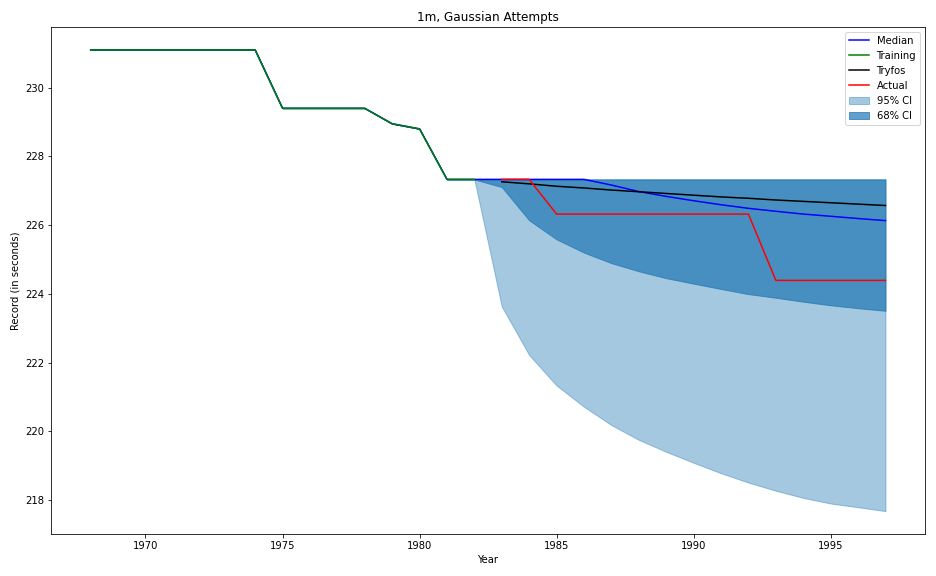 1m, Gaussian Attempts
Median
Training
Tryfos
Actual
95% CI
68% CI
Record (in seconds)
230
228
226
224
222
220
218
1970
1975
1980
1985
1990
1995
Year